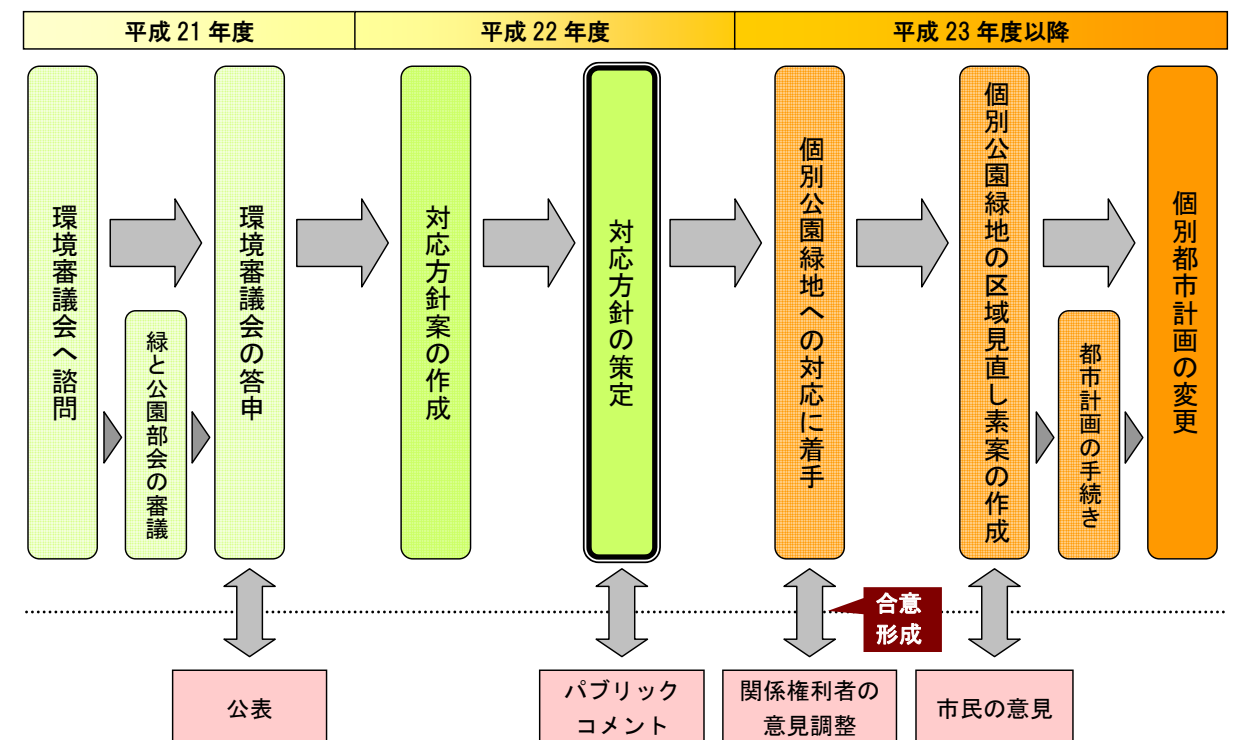 平成 21 年度
平成 22 年度
平成 23 年度以降
環境審議会へ諮問
緑と公園部会の審議
環境審議会の答申
対応方針案の作成
対応方針の策定
個別公園緑地への対応に着手
個別公園緑地の区域見直し素案の作成
都市計画の手続き
個別都市計画の変更
合意
形成
公表
パブリック
コメント
関係権利者の
意見調整
市民の意見